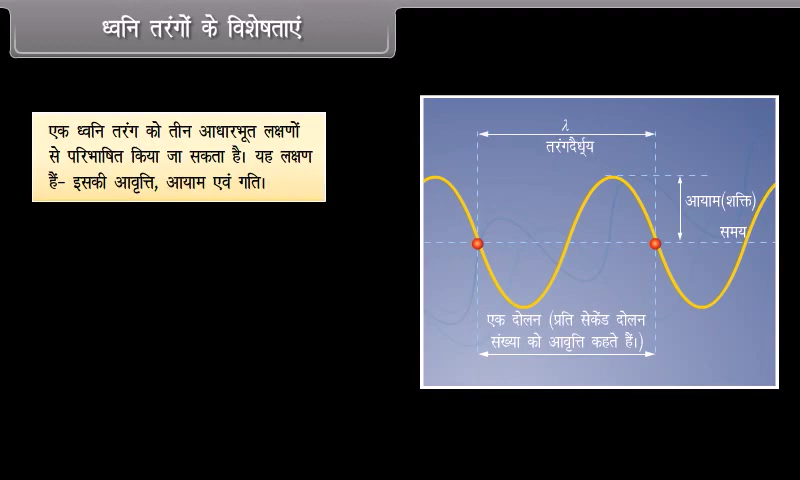 ध्वनि तरंगों के विशेषताएं
एक ध्वनि तरंग को तीन आधारभूत लक्षणों
से परिभाषित किया जा सकता है। यह लक्षण
हैं- इसकी आवृत्ति, आयाम एवं गति।
λ
तरंगदैर्ध्य
आयाम(शक्ति)
समय
एक दोलन (प्रति सेकेंड दोलन
संख्या को आवृत्ति कहते हैं।)